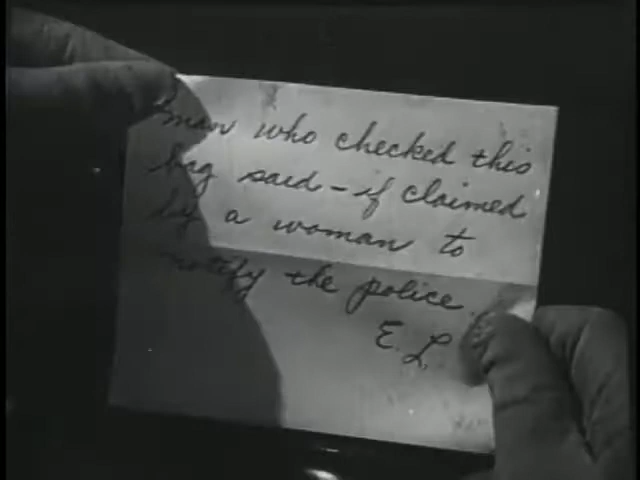 man who checked this
bag said - if claimed
by a woman to
notify the police.
E. L.